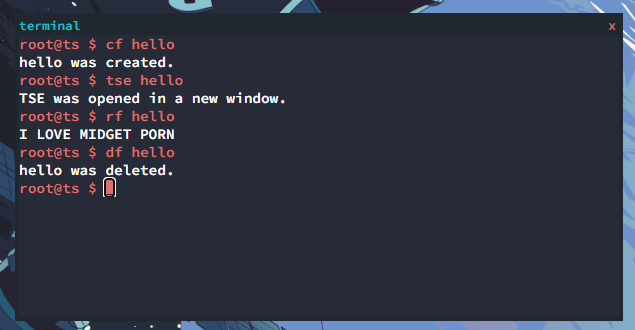 terminal x
root@ts $ cf hello
hello was created.
root@ts $ tse hello
TSE was opened in a new window.
root@ts $ rf hello
I LOVE MIDGET PORN
root@ts $ df hello
hello was deleted.
root@ts $